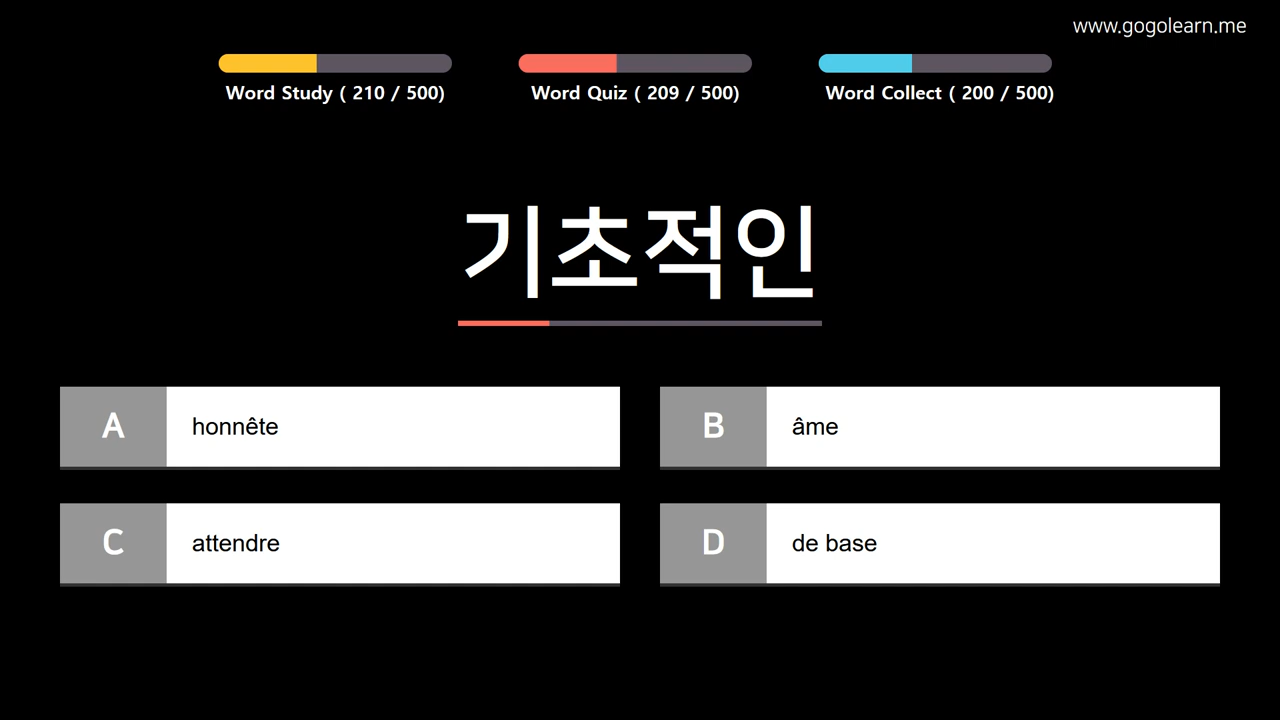 www.gogolearn.me
Word Study ( 210 / 500)
Word Quiz ( 209 / 500)
Word Collect ( 200 / 500)
기초적인
A
honnête
B
âme
C
attendre
D
de base